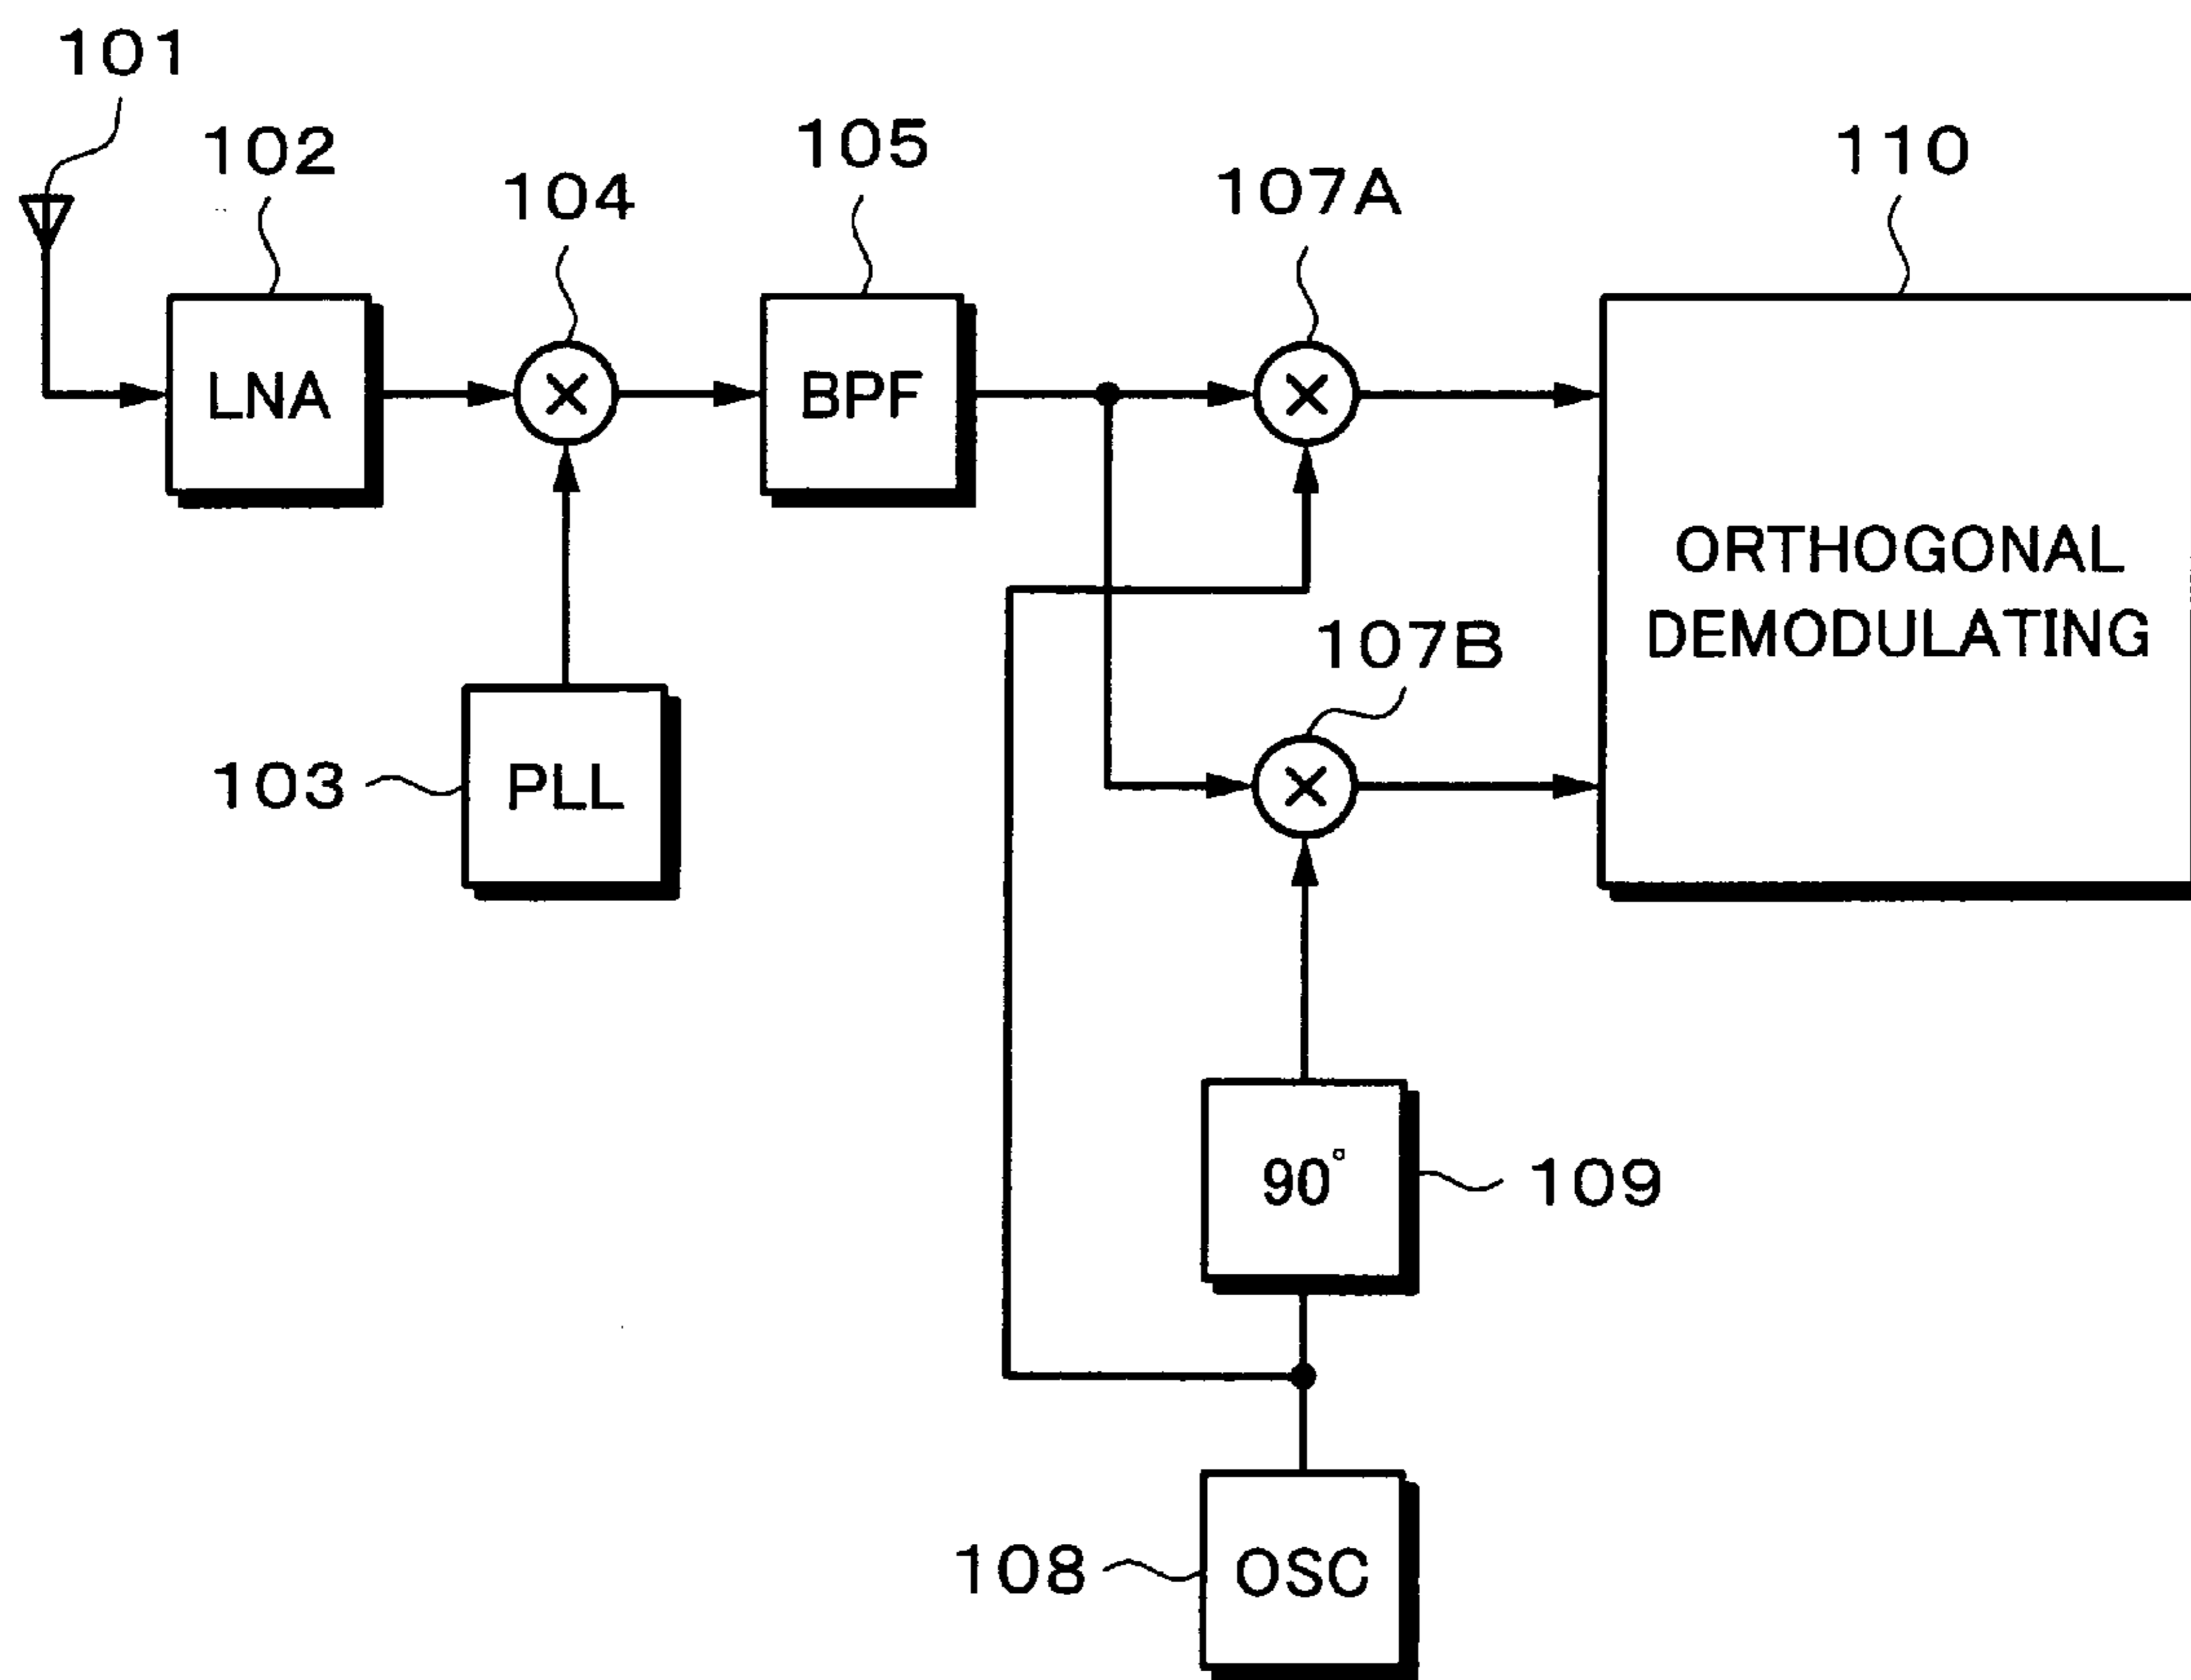 101
102
104
105
107A
110
LNA
BPF
ORTHOGONAL
DEMODULATING
107B
103
PLL
90°
109
108
OSC